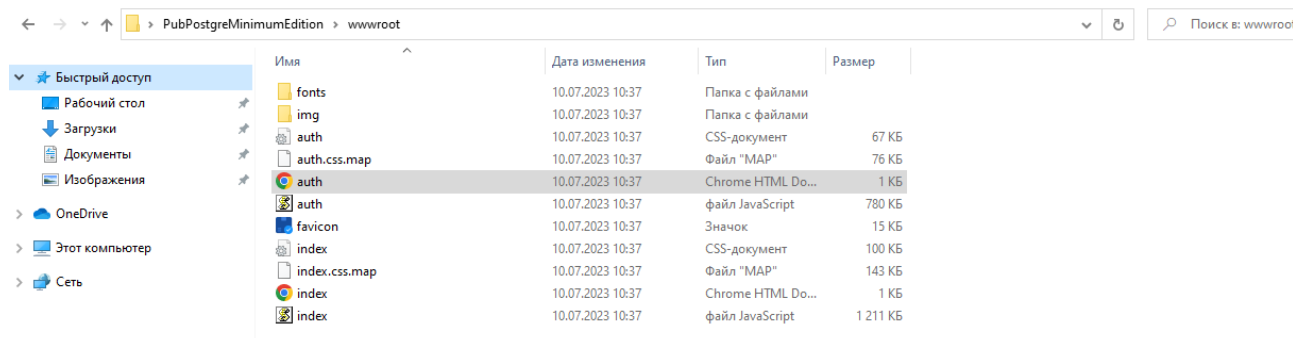 PubPostgreMinimumEdition › wwwroot
Поиск в: wwwroot
Имя Дата изменения Тип Размер
Быстрый доступ
Рабочий стол
Загрузки
Документы
Изображения
OneDrive
Этот компьютер
Сеть
fonts 10.07.2023 10:37 Папка с файлами
img 10.07.2023 10:37 Папка с файлами
auth 10.07.2023 10:37 CSS-документ 67 КБ
auth.css.map 10.07.2023 10:37 Файл "MAP" 76 КБ
auth 10.07.2023 10:37 Chrome HTML Do... 1 КБ
auth 10.07.2023 10:37 файл JavaScript 780 КБ
favicon 10.07.2023 10:37 Значок 15 КБ
index 10.07.2023 10:37 CSS-документ 100 КБ
index.css.map 10.07.2023 10:37 Файл "MAP" 143 КБ
index 10.07.2023 10:37 Chrome HTML Do... 1 КБ
index 10.07.2023 10:37 файл JavaScript 1 211 КБ